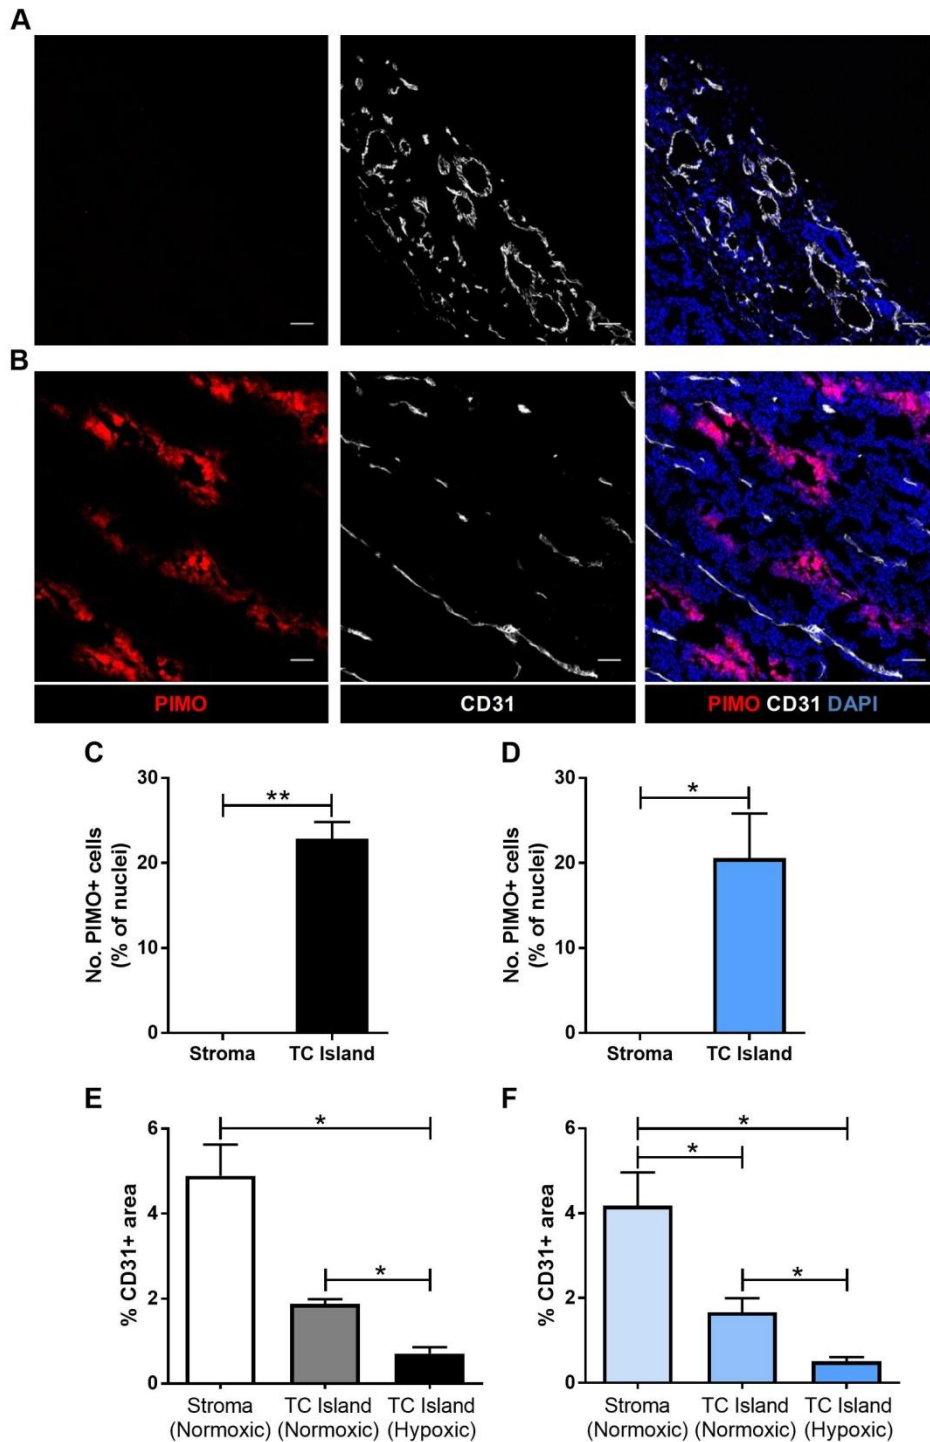 A
B
PIMO
CD31
PIMO CD31 DAPI
C
No. PIMO+ cells
(% of nuclei)
30
20
10
0
**
Stroma
TC Island
D
No. PIMO+ cells
(% of nuclei)
30
20
10
0
*
Stroma
TC Island
E
% CD31+ area
6
4
2
0
*
*
Stroma
(Normoxic)
TC Island
(Normoxic)
TC Island
(Hypoxic)
F
% CD31+ area
6
4
2
0
*
*
*
Stroma
(Normoxic)
TC Island
(Normoxic)
TC Island
(Hypoxic)